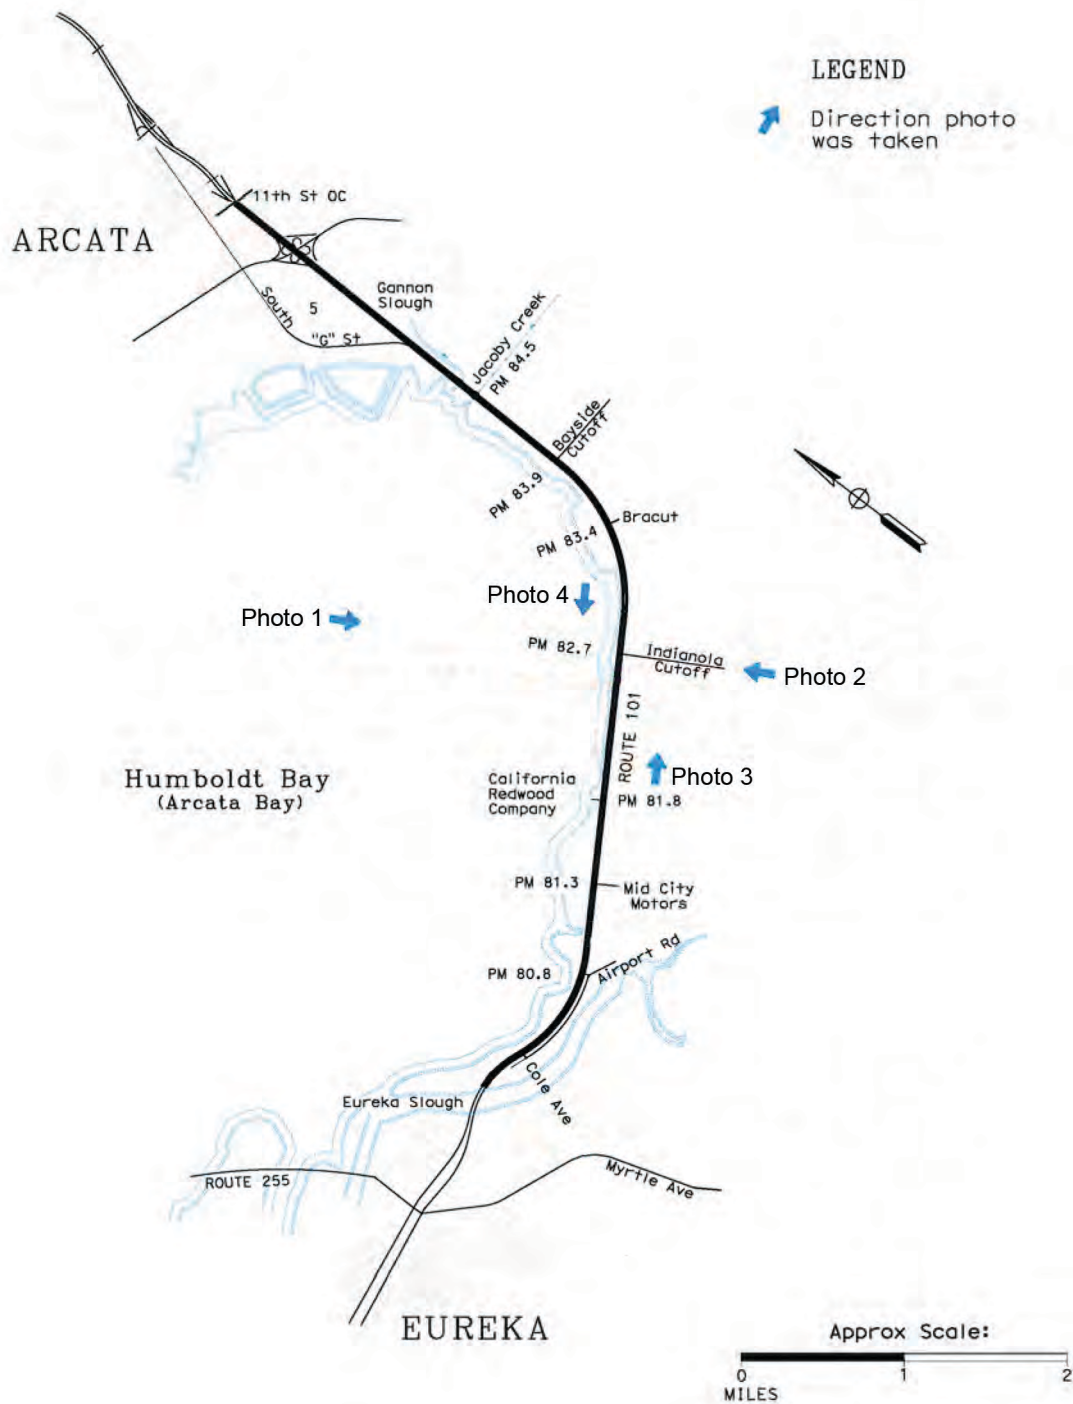 LEGEND
Direction photo
was taken
11th St OC
ARCATA
Gannon
Slough
South
5
"G" St
Jacoby Creek
PM 84.5
Bayside
Cutoff
PM 83.9
Bracut
PM 83.4
Photo 4
Photo 1
PM 82.7
Indianola
Cutoff
Photo 2
ROUTE 101
Humboldt Bay
(Arcata Bay)
California
Redwood
Company
Photo 3
PM 81.8
PM 81.3
Mid City
Motors
PM 80.8
Airport Rd
Cole Ave
Eureka Slough
ROUTE 255
Myrtle Ave
EUREKA
Approx Scale:
0 1 2
MILES